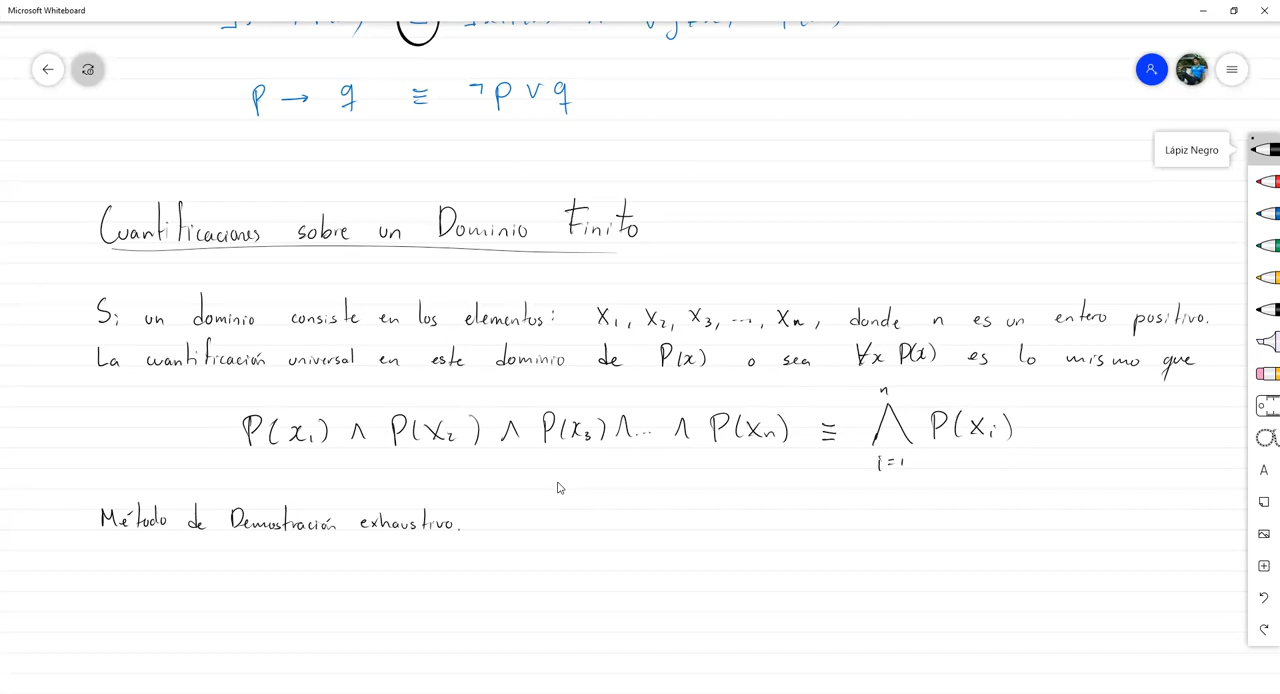 Microsoft Whiteboard
p → q ≡ ¬p ∨ q
Lápiz Negro
Cuantificaciones sobre un Dominio Finito
Si un dominio consiste en los elementos: x₁, x₂, x₃, ..., xₙ, donde n es un entero positivo.
La cuantificación universal en este dominio de P(x) o sea ∀x P(x) es lo mismo que
P(x₁) ∧ P(x₂) ∧ P(x₃) ∧ ... ∧ P(xₙ) ≡ ⋀ⁿᵢ₌₁ P(xᵢ)
Método de Demostración exhaustivo.
A